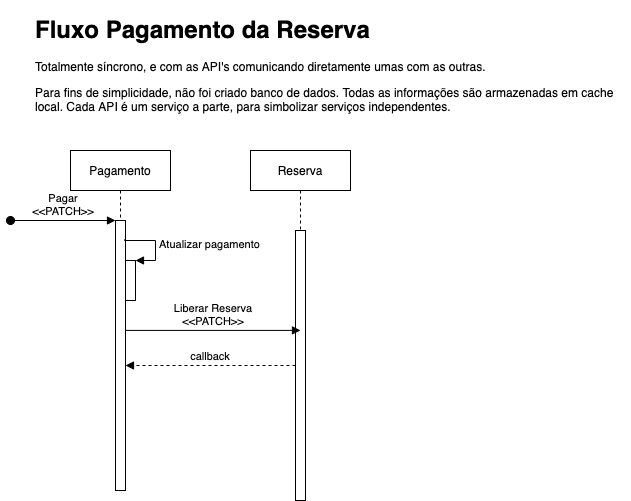 Fluxo Pagamento da Reserva
Totalmente síncrono, e com as API's comunicando diretamente umas com as outras.
Para fins de simplicidade, não foi criado banco de dados. Todas as informações são armazenadas em cache
local. Cada API é um serviço a parte, para simbolizar serviços independentes.
Pagamento
Reserva
Pagar
<<PATCH>>
Atualizar pagamento
Liberar Reserva
<<PATCH>>
callback